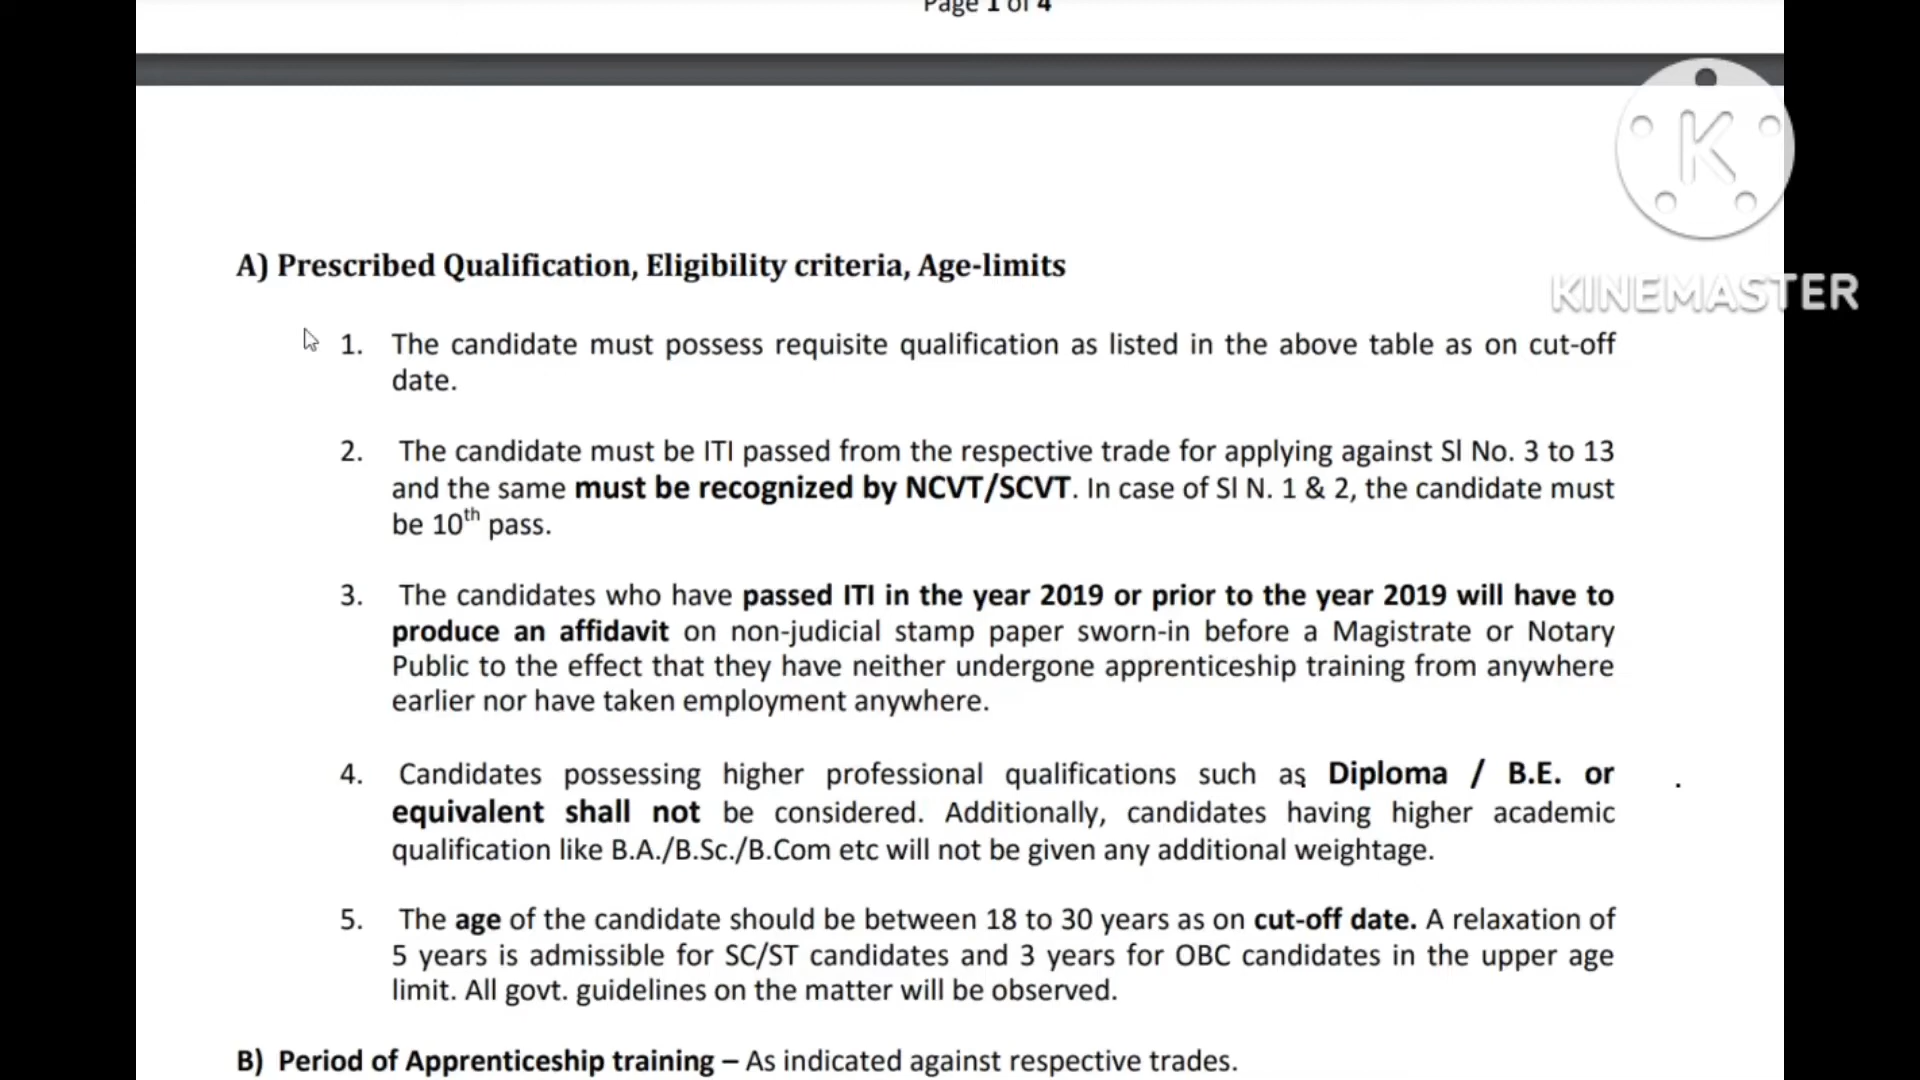 Page 1 of 4
K
KINEMASTER
A) Prescribed Qualification, Eligibility criteria, Age-limits
1. The candidate must possess requisite qualification as listed in the above table as on cut-off
date.
2. The candidate must be ITI passed from the respective trade for applying against Sl No. 3 to 13
and the same must be recognized by NCVT/SCVT. In case of Sl N. 1 & 2, the candidate must
be 10th pass.
3. The candidates who have passed ITI in the year 2019 or prior to the year 2019 will have to
produce an affidavit on non-judicial stamp paper sworn-in before a Magistrate or Notary
Public to the effect that they have neither undergone apprenticeship training from anywhere
earlier nor have taken employment anywhere.
4. Candidates possessing higher professional qualifications such as Diploma / B.E. or
equivalent shall not be considered. Additionally, candidates having higher academic
qualification like B.A./B.Sc./B.Com etc will not be given any additional weightage.
5. The age of the candidate should be between 18 to 30 years as on cut-off date. A relaxation of
5 years is admissible for SC/ST candidates and 3 years for OBC candidates in the upper age
limit. All govt. guidelines on the matter will be observed.
B) Period of Apprenticeship training – As indicated against respective trades.